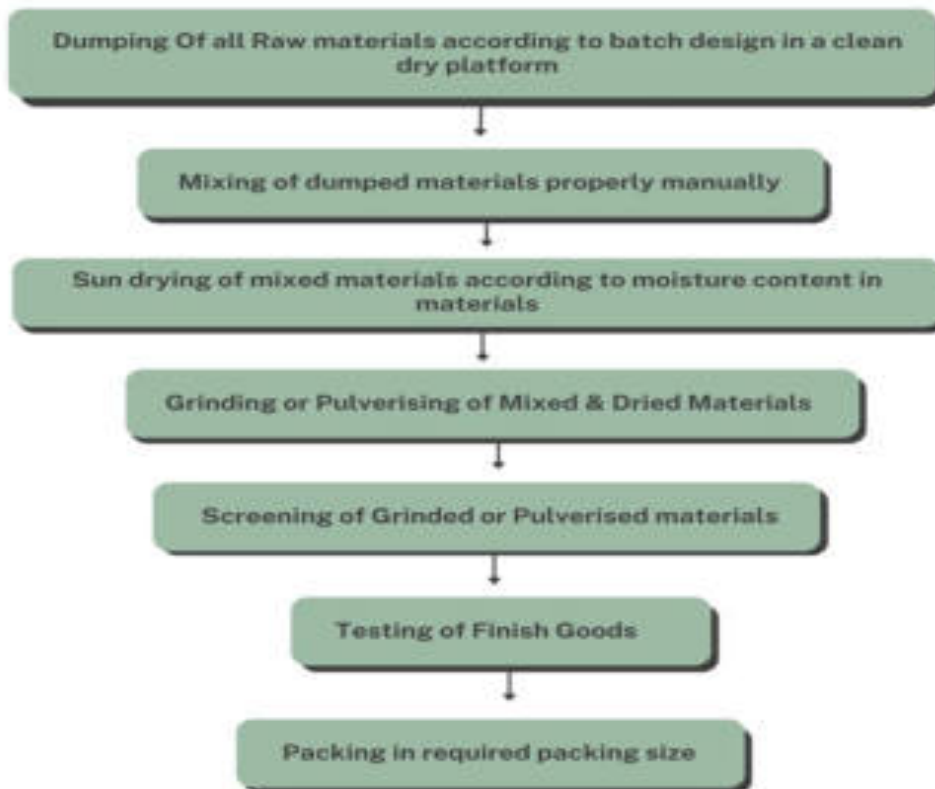 Dumping Of all Raw materials according to batch design in a clean
dry platform
Mixing of dumped materials properly manually
Sun drying of mixed materials according to moisture content in
materials
Grinding or Pulverising of Mixed & Dried Materials
Screening of Grinded or Pulverised materials
Testing of Finish Goods
Packing in required packing size